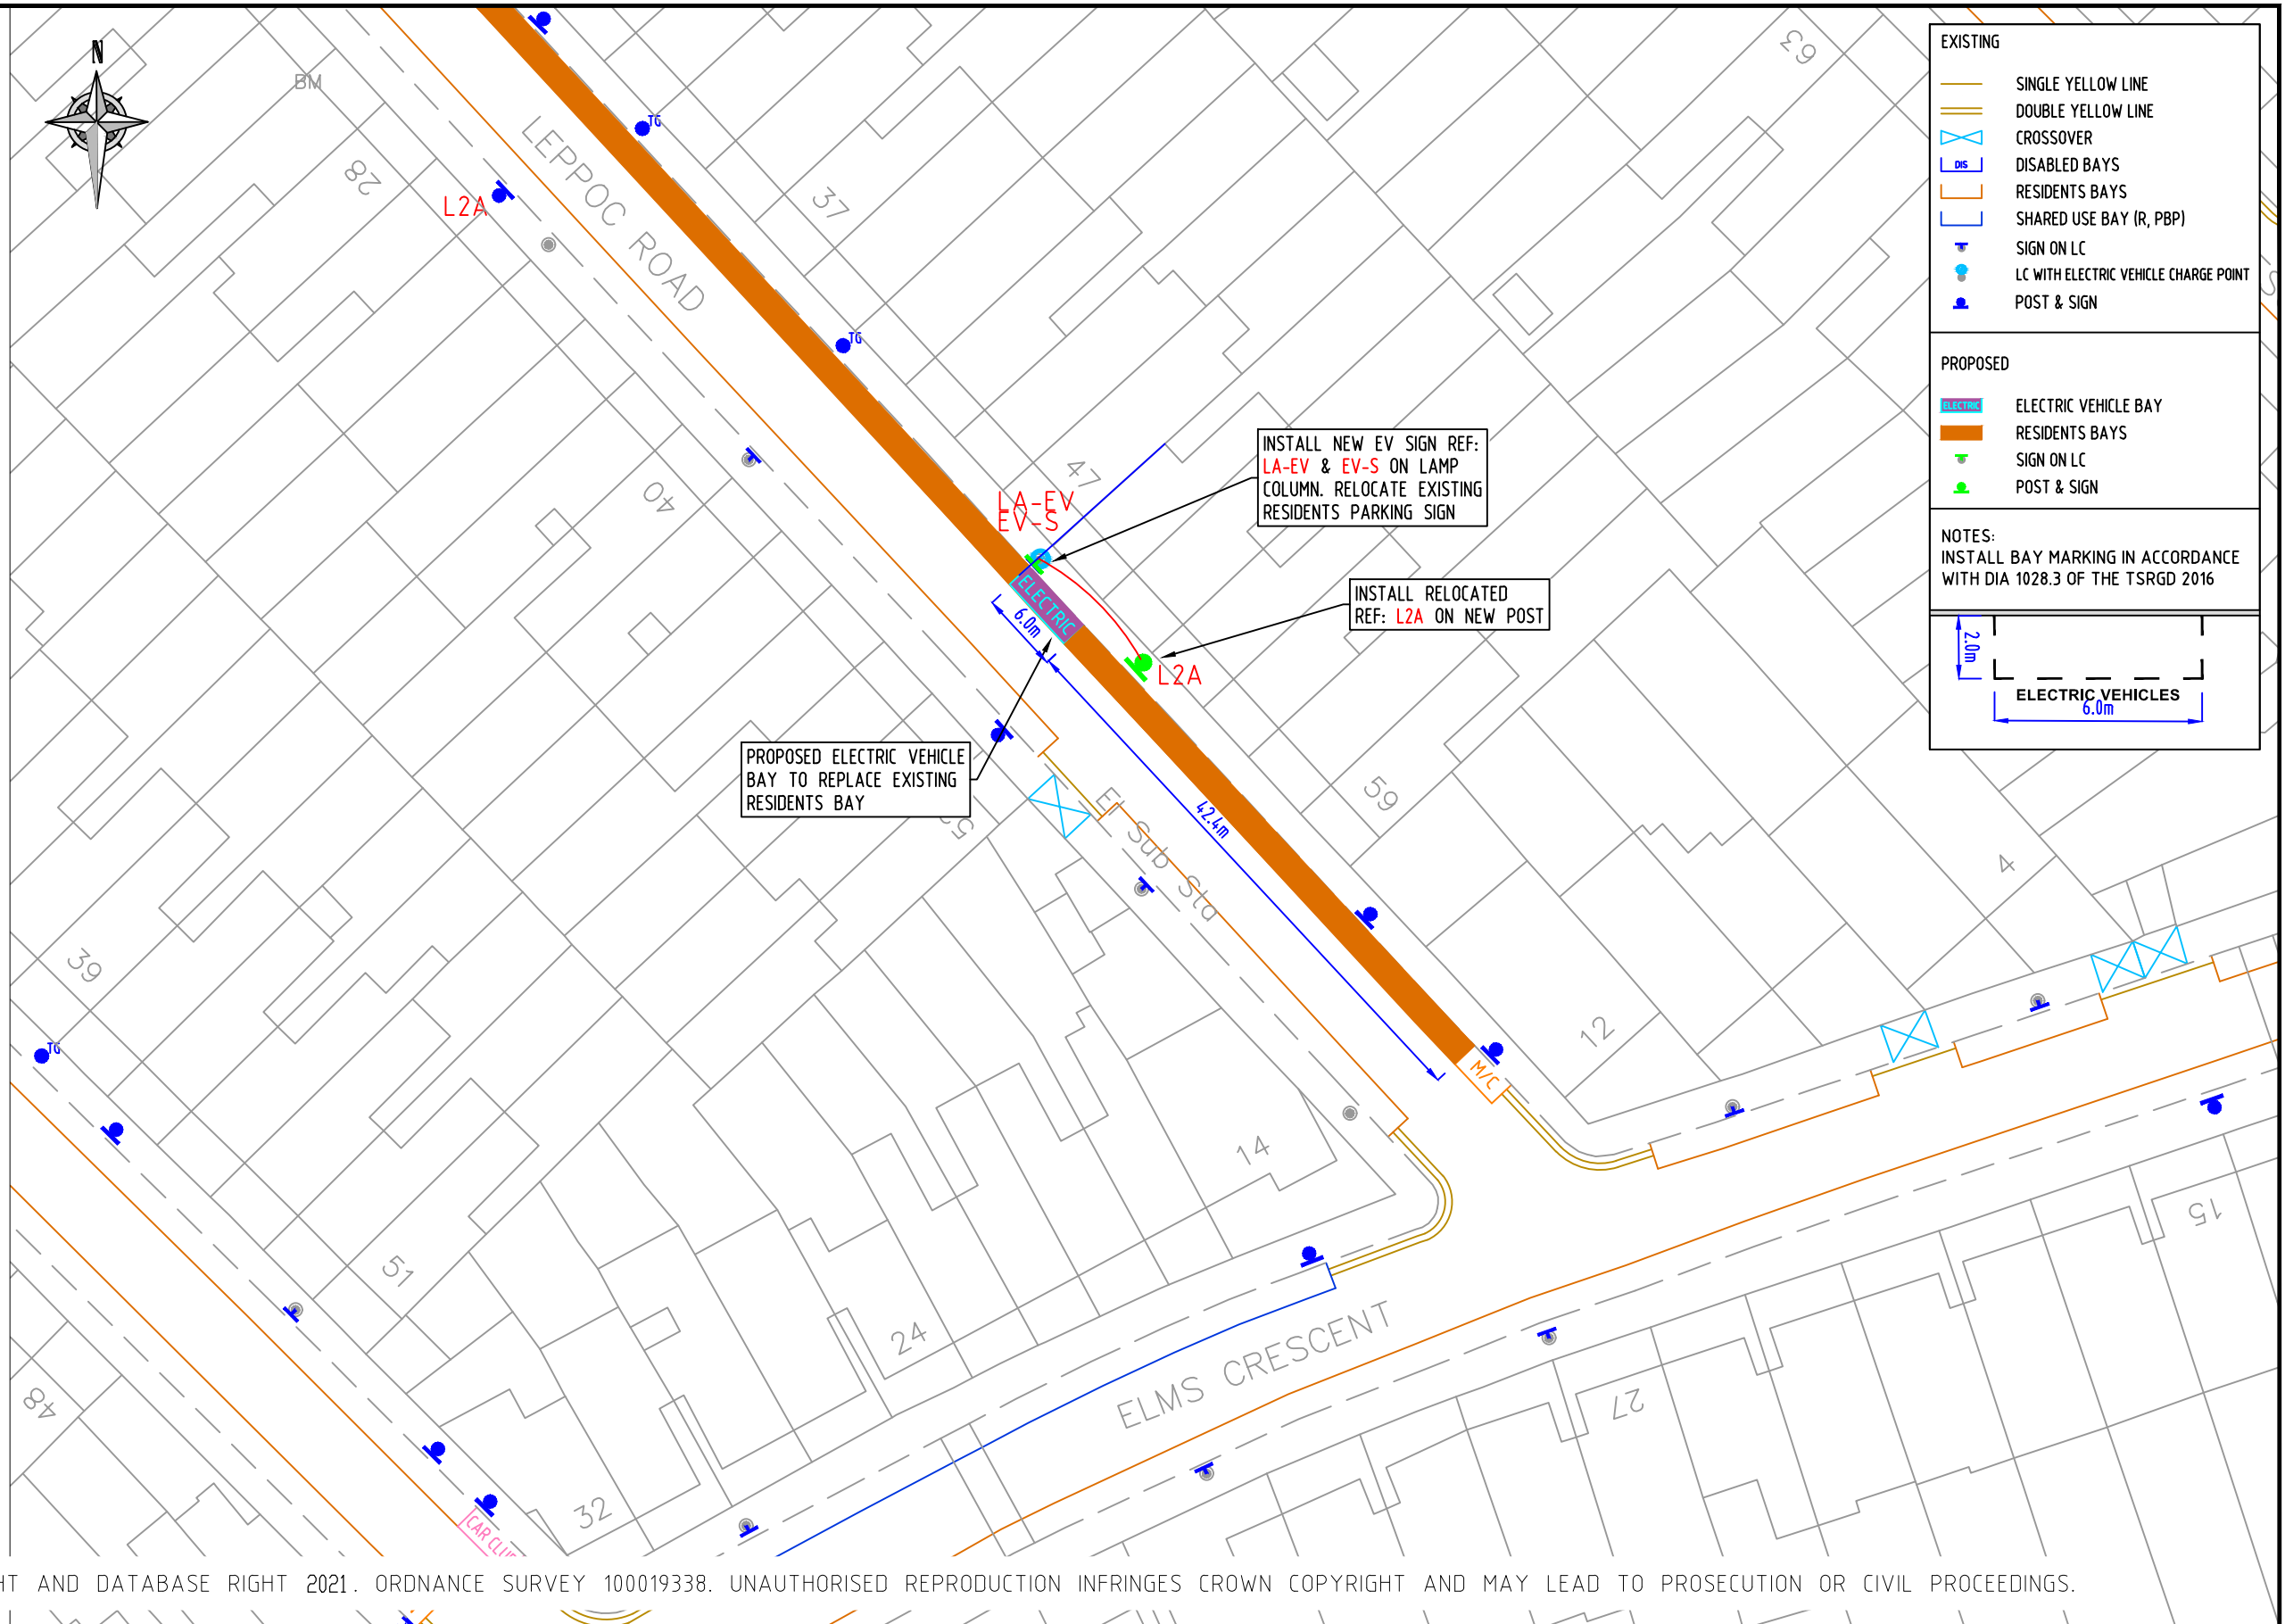 N
BM
28
LEPPOC ROAD
TG
L2A
37
TG
63
40
47
LA-EV
EV-S
INSTALL NEW EV SIGN REF:
LA-EV & EV-S ON LAMP
COLUMN. RELOCATE EXISTING
RESIDENTS PARKING SIGN
ELECTRIC
6.0m
INSTALL RELOCATED
REF: L2A ON NEW POST
L2A
PROPOSED ELECTRIC VEHICLE
BAY TO REPLACE EXISTING
RESIDENTS BAY
El Sub Sta
42.4m
59
4
12
M/C
39
TG
14
51
24
15
ELMS CRESCENT
27
48
32
CAR CLUB
EXISTING
SINGLE YELLOW LINE
DOUBLE YELLOW LINE
CROSSOVER
DIS
DISABLED BAYS
RESIDENTS BAYS
SHARED USE BAY (R, PBP)
SIGN ON LC
LC WITH ELECTRIC VEHICLE CHARGE POINT
POST & SIGN
PROPOSED
ELECTRIC
ELECTRIC VEHICLE BAY
RESIDENTS BAYS
SIGN ON LC
POST & SIGN
NOTES:
INSTALL BAY MARKING IN ACCORDANCE
WITH DIA 1028.3 OF THE TSRGD 2016
2.0m
ELECTRIC VEHICLES
6.0m
HT AND DATABASE RIGHT 2021. ORDNANCE SURVEY 100019338. UNAUTHORISED REPRODUCTION INFRINGES CROWN COPYRIGHT AND MAY LEAD TO PROSECUTION OR CIVIL PROCEEDINGS.